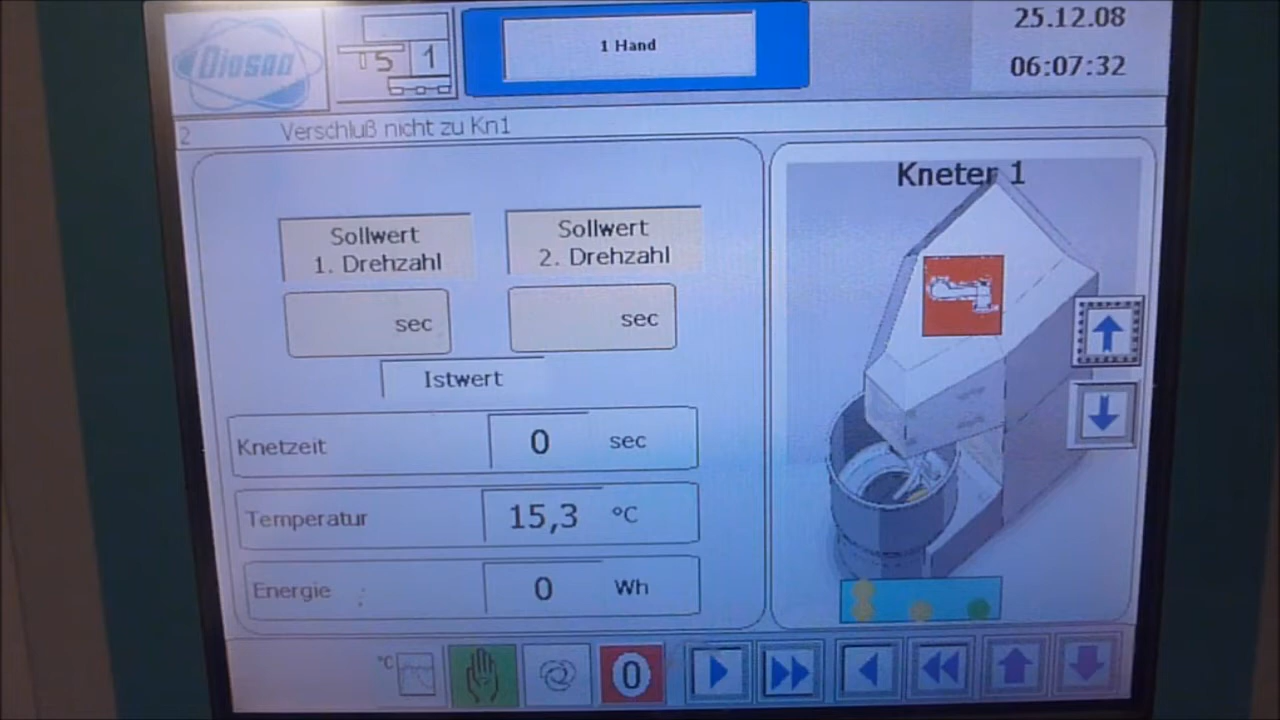 Diosna
1 Hand
25.12.08
TS 1
06:07:32
2 Verschluß nicht zu Kn1
Kneter 1
Sollwert
1. Drehzahl
Sollwert
2. Drehzahl
sec
sec
Istwert
Knetzeit 0 sec
Temperatur 15,3 °C
Energie 0 Wh
°C
0